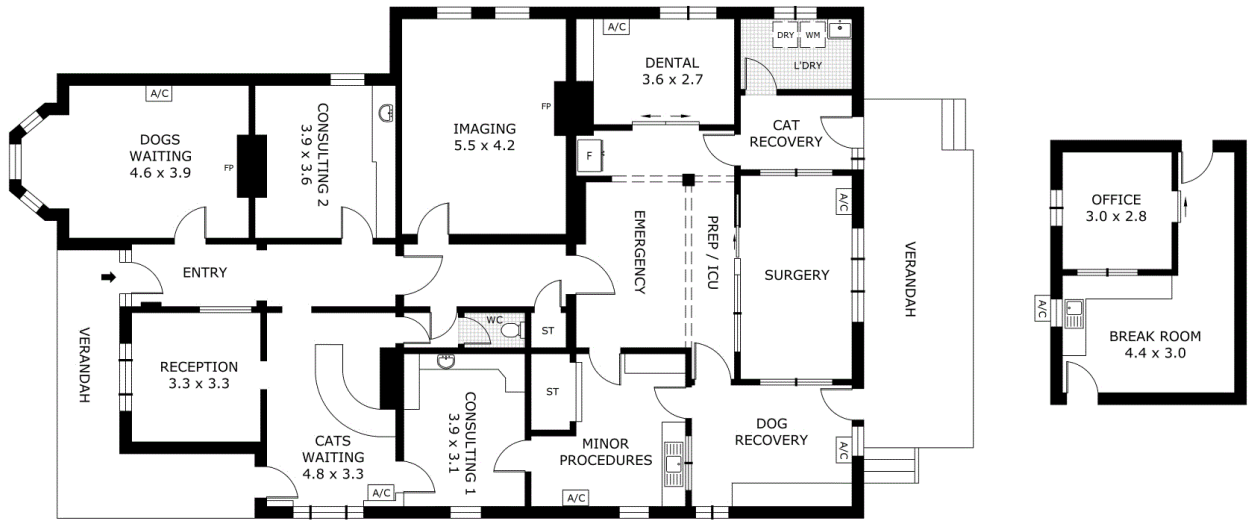 A/C
DENTAL
3.6 x 2.7
DRY
WM
L'DRY
A/C
DOGS
WAITING
4.6 x 3.9
FP
CONSULTING 2
3.9 x 3.6
IMAGING
5.5 x 4.2
FP
F
CAT
RECOVERY
ENTRY
EMERGENCY
PREP / ICU
A/C
SURGERY
VERANDAH
VERANDAH
RECEPTION
3.3 x 3.3
WC
ST
ST
CATS
WAITING
4.8 x 3.3
A/C
CONSULTING 1
3.9 x 3.1
MINOR
PROCEDURES
A/C
DOG
RECOVERY
A/C
OFFICE
3.0 x 2.8
A/C
BREAK ROOM
4.4 x 3.0